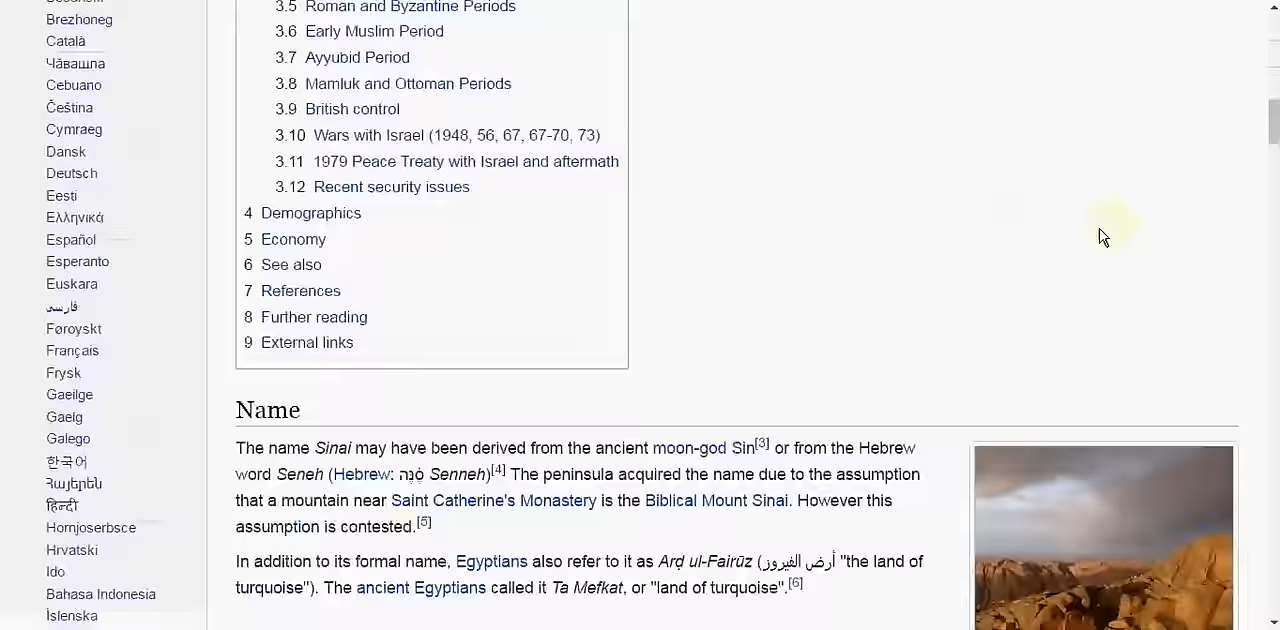 Brezhoneg
Català
Чӑвашла
Cebuano
Čeština
Cymraeg
Dansk
Deutsch
Eesti
Ελληνικά
Español
Esperanto
Euskara
فارسی
Føroyskt
Français
Frysk
Gaeilge
Gaelg
Galego
한국어
Հայերեն
हिन्दी
Hornjoserbsce
Hrvatski
Ido
Bahasa Indonesia
Íslenska
3.5 Roman and Byzantine Periods
3.6 Early Muslim Period
3.7 Ayyubid Period
3.8 Mamluk and Ottoman Periods
3.9 British control
3.10 Wars with Israel (1948, 56, 67, 67-70, 73)
3.11 1979 Peace Treaty with Israel and aftermath
3.12 Recent security issues
4 Demographics
5 Economy
6 See also
7 References
8 Further reading
9 External links
Name
The name Sinai may have been derived from the ancient moon-god Sin[3] or from the Hebrew
word Seneh (Hebrew: סֶנֶּה Senneh)[4] The peninsula acquired the name due to the assumption
that a mountain near Saint Catherine's Monastery is the Biblical Mount Sinai. However this
assumption is contested.[5]
In addition to its formal name, Egyptians also refer to it as Arḍ ul-Fairūz (أرض الفيروز "the land of
turquoise"). The ancient Egyptians called it Ta Mefkat, or "land of turquoise".[6]